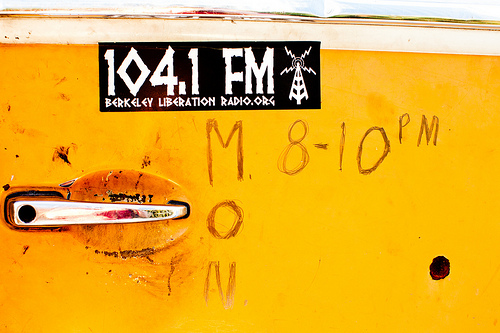 104.1 FM
BERKELEY LIBERATION RADIO.ORG
M. 8-10 PM
O
N.